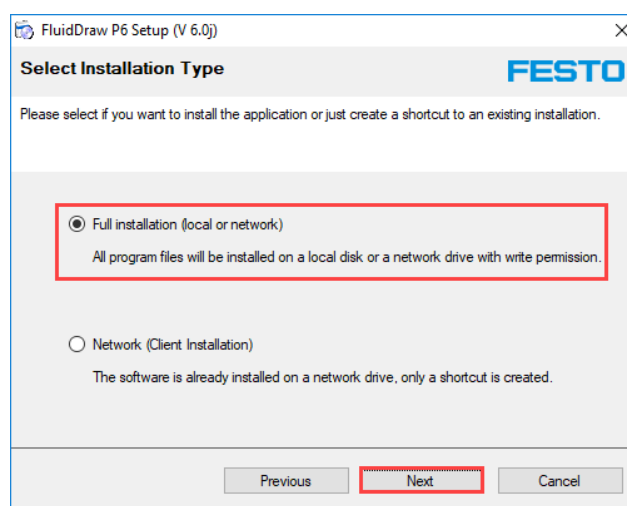 FluidDraw P6 Setup (V 6.0j)
Select Installation Type
FESTO
Please select if you want to install the application or just create a shortcut to an existing installation.
Full installation (local or network)
All program files will be installed on a local disk or a network drive with write permission.
Network (Client Installation)
The software is already installed on a network drive, only a shortcut is created.
Previous
Next
Cancel